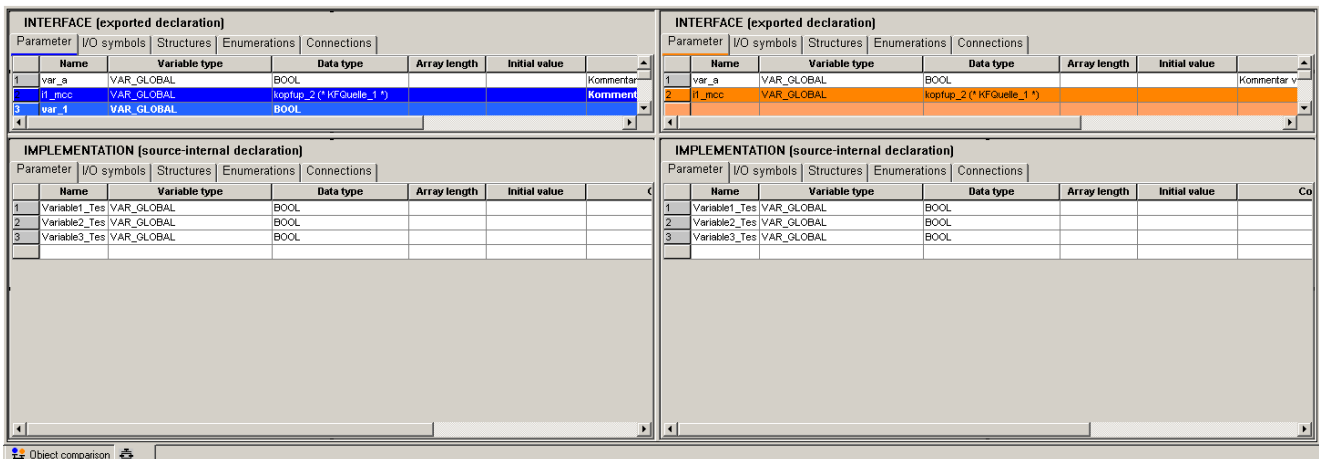 INTERFACE (exported declaration)
Parameter I/O symbols Structures Enumerations Connections
Name Variable type Data type Array length Initial value
1 var_a VAR_GLOBAL BOOL Kommentar
2 i1_mcc VAR_GLOBAL kopfup_2 (* KFQuelle_1 *) Komment
3 var_1 VAR_GLOBAL BOOL
IMPLEMENTATION (source-internal declaration)
Parameter I/O symbols Structures Enumerations Connections
Name Variable type Data type Array length Initial value C
1 Variable1_Tes VAR_GLOBAL BOOL
2 Variable2_Tes VAR_GLOBAL BOOL
3 Variable3_Tes VAR_GLOBAL BOOL
INTERFACE (exported declaration)
Parameter I/O symbols Structures Enumerations Connections
Name Variable type Data type Array length Initial value
1 var_a VAR_GLOBAL BOOL Kommentar v
2 i1_mcc VAR_GLOBAL kopfup_2 (* KFQuelle_1 *)
IMPLEMENTATION (source-internal declaration)
Parameter I/O symbols Structures Enumerations Connections
Name Variable type Data type Array length Initial value Co
1 Variable1_Tes VAR_GLOBAL BOOL
2 Variable2_Tes VAR_GLOBAL BOOL
3 Variable3_Tes VAR_GLOBAL BOOL
Object comparison